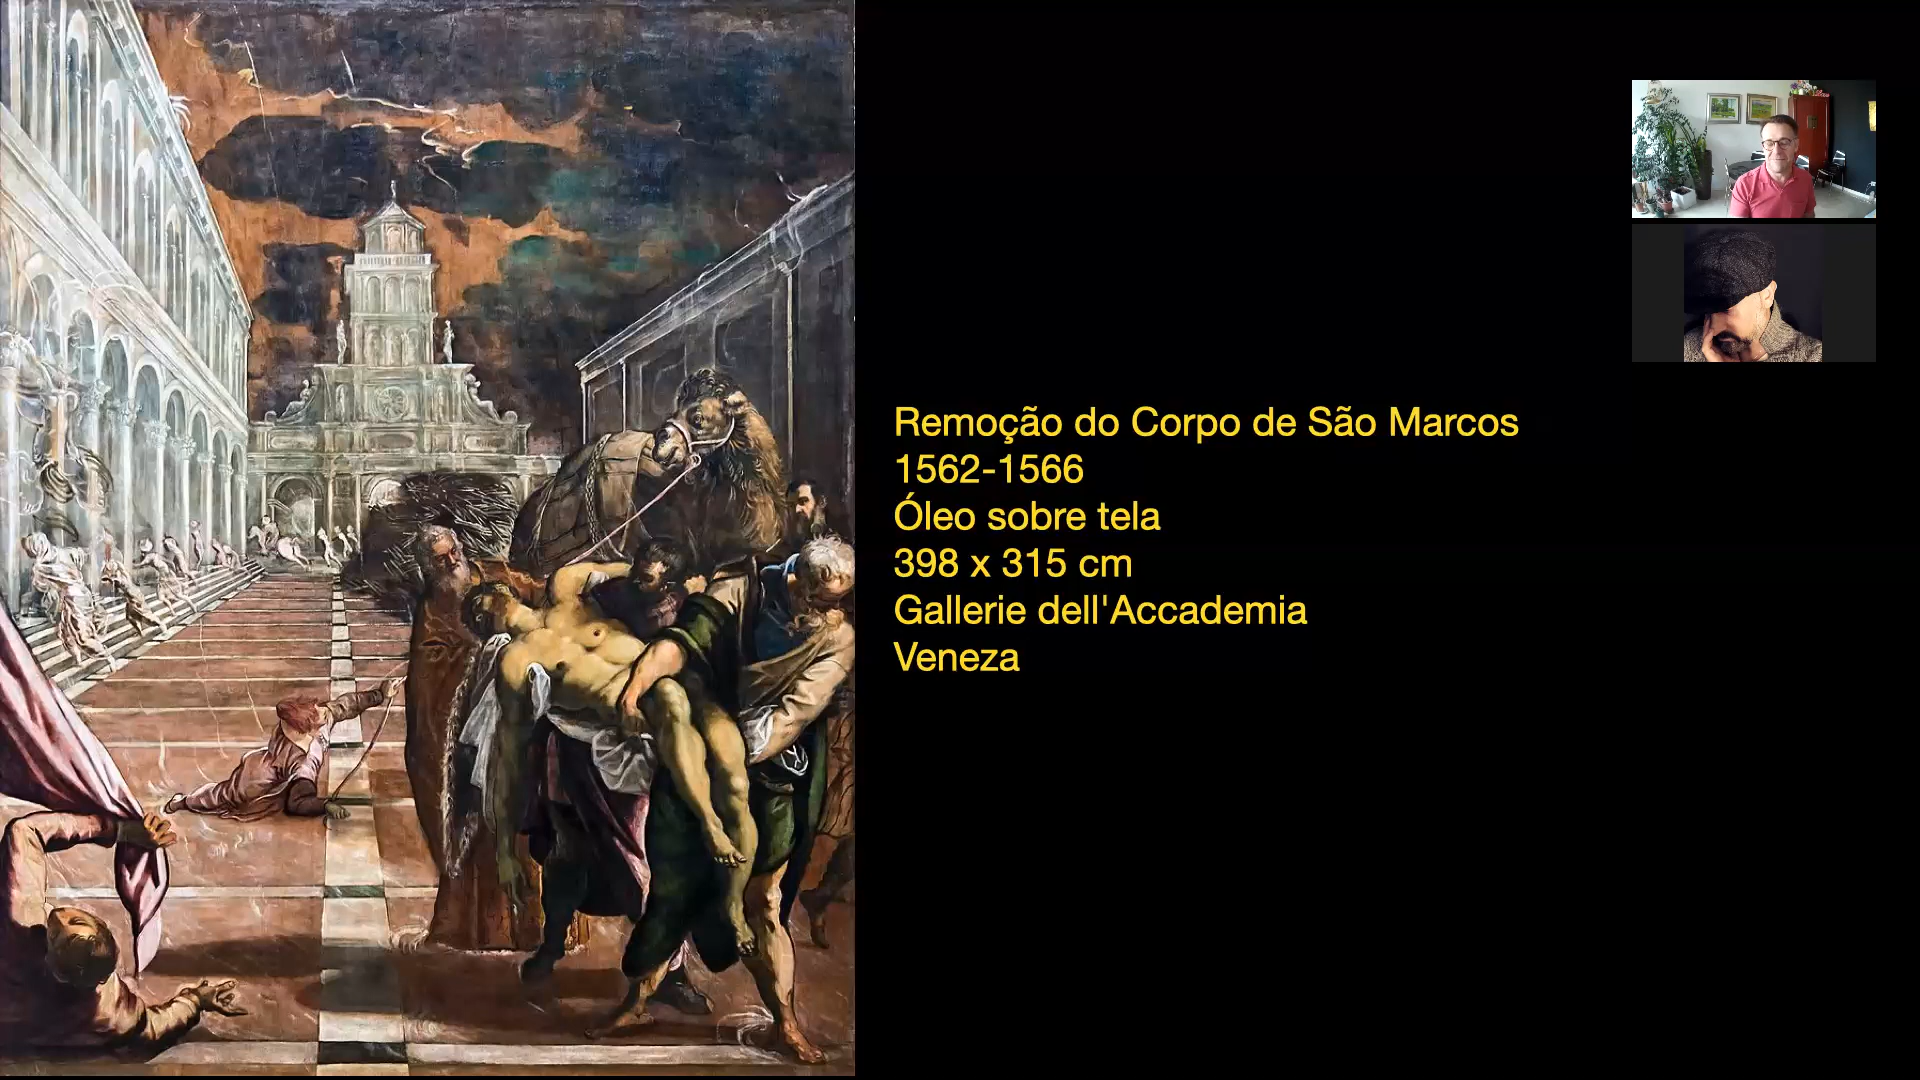 Remoção do Corpo de São Marcos
1562-1566
Óleo sobre tela
398 x 315 cm
Gallerie dell'Accademia
Veneza